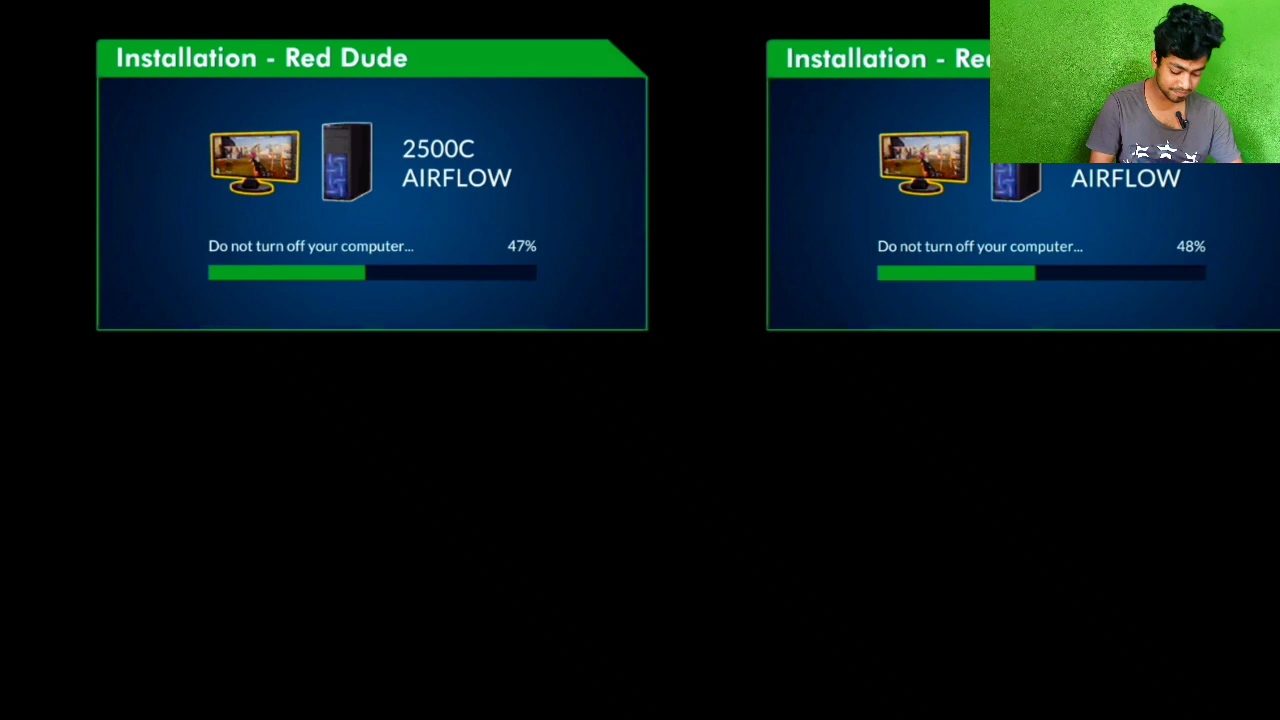 Installation - Red Dude
2500C
AIRFLOW
Do not turn off your computer... 47%
Installation -
AIRFLOW
Do not turn off your computer... 48%